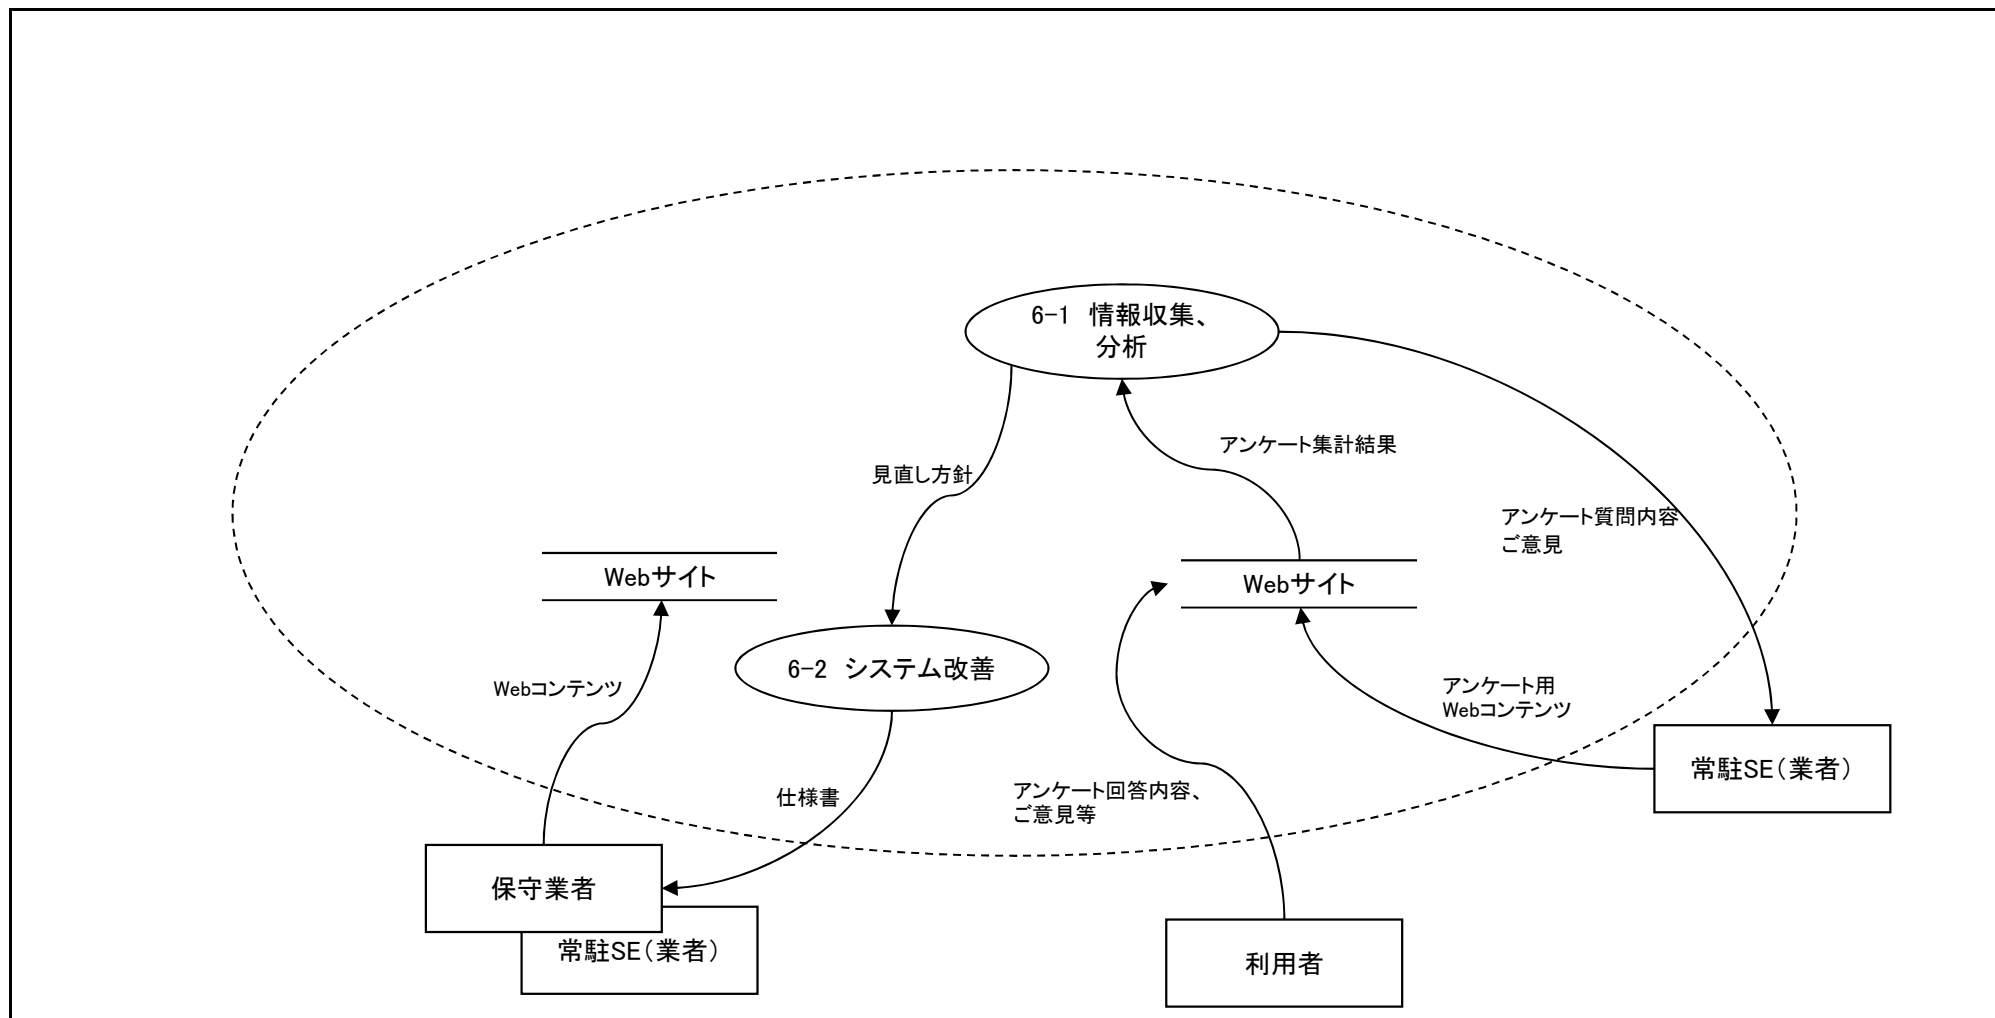 6-1 情報収集、
分析
アンケート集計結果
見直し方針
アンケート質問内容
ご意見
Webサイト
Webサイト
6-2 システム改善
Webコンテンツ
アンケート用
Webコンテンツ
常駐SE(業者)
仕様書
アンケート回答内容、
ご意見等
保守業者
常駐SE(業者)
利用者